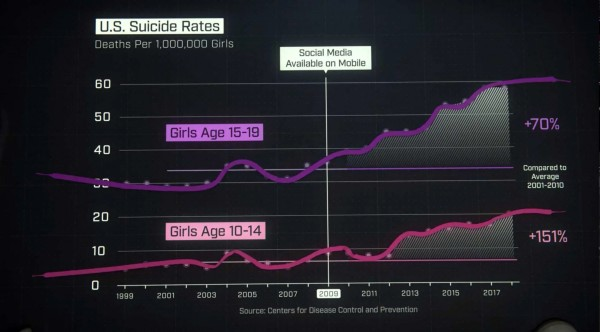 U.S. Suicide Rates
Deaths Per 1,000,000 Girls
Social Media
Available on Mobile
60
50
Girls Age 15-19
+70%
40
30
Compared to
Average
2001-2010
20
Girls Age 10-14
+151%
10
0
1999 2001 2003 2005 2007 2009 2011 2013 2015 2017
Source: Centers for Disease Control and Prevention